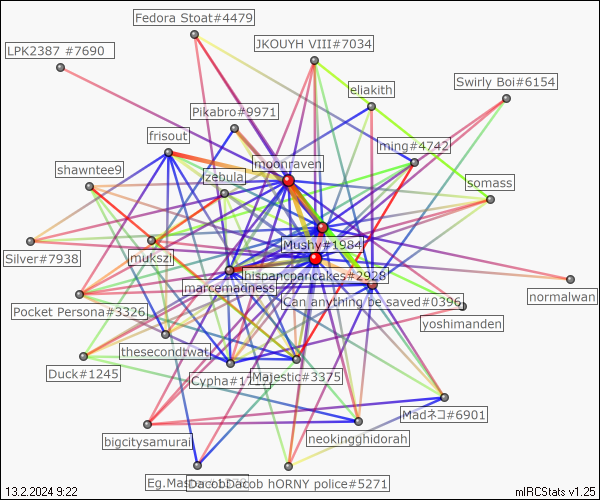 Fedora Stoat#4479
JKOUYH VIII#7034
LPK2387 #7690
Swirly Boi#6154
eliakith
Pikabro#9971
frisout
ming#4742
moonraven
shawntee9
zebula
somass
Mushy#1984
Silver#7938
mukszi
hispanicpancakes#2928
marcemadness
Can anything be saved#0396
normalwan
Pocket Persona#3326
yoshimanden
thesecondtwat
Duck#1245
Cypha#17
Majestic#3375
Madネコ#6901
bigcitysamurai
neokingghidorah
Eg.Mas
DacobDacob hORNY police#5271
13.2.2024 9:22
mIRCStats v1.25